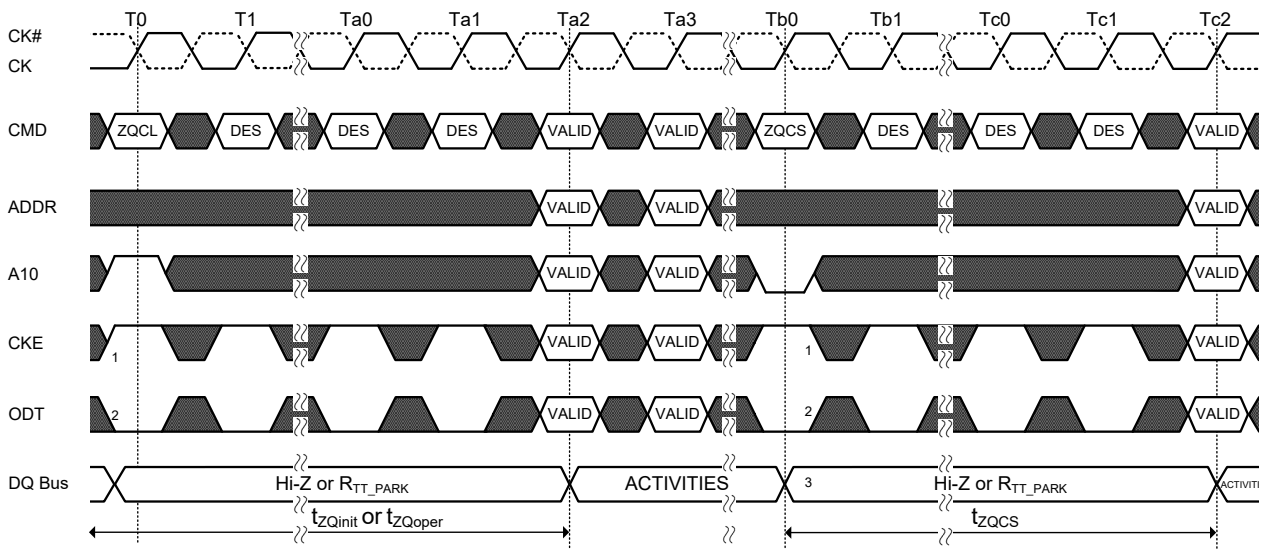 T0 T1 Ta0 Ta1 Ta2 Ta3 Tb0 Tb1 Tc0 Tc1 Tc2
CK#
CK
CMD ZQCL DES DES DES VALID VALID ZQCS DES DES DES VALID
ADDR VALID VALID VALID
A10 VALID VALID VALID
CKE 1 VALID VALID 1 VALID
ODT 2 VALID VALID 2 VALID
DQ Bus Hi-Z or RTT_PARK ACTIVITIES 3 Hi-Z or RTT_PARK
tZQinit or tZQoper tZQCS